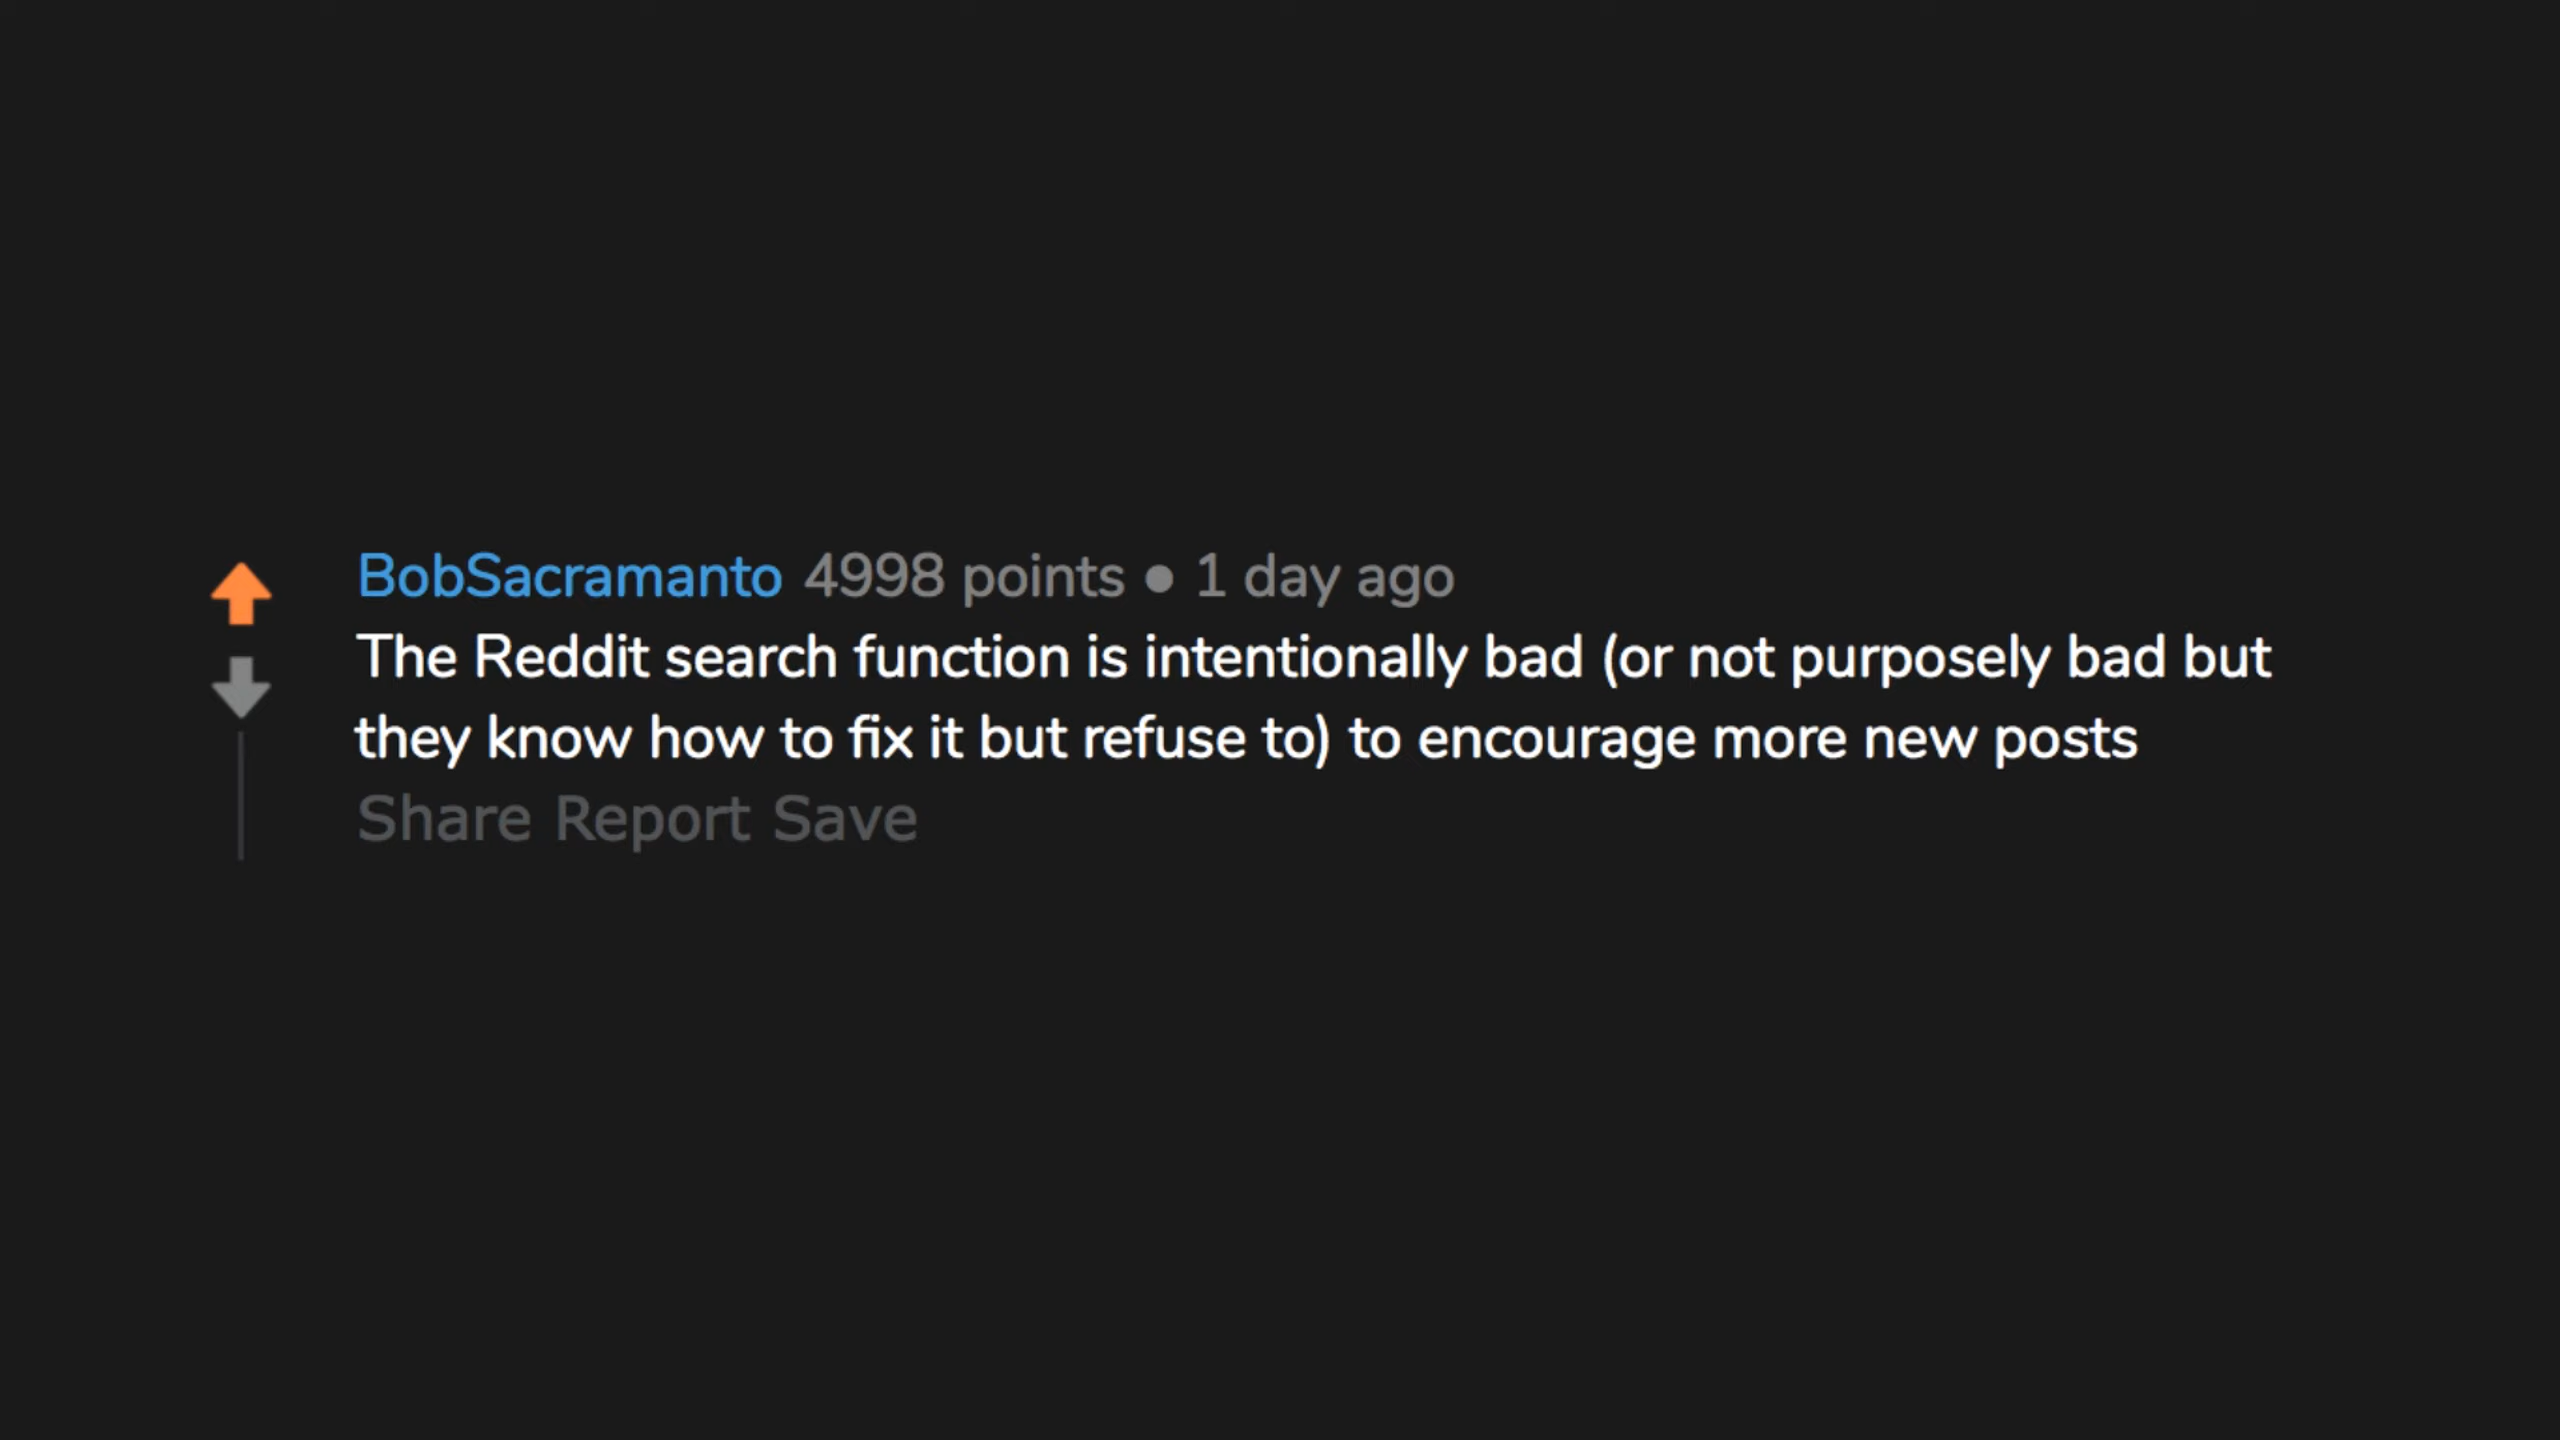 BobSacramanto 4998 points ● 1 day ago
The Reddit search function is intentionally bad (or not purposely bad but
they know how to fix it but refuse to) to encourage more new posts
Share Report Save